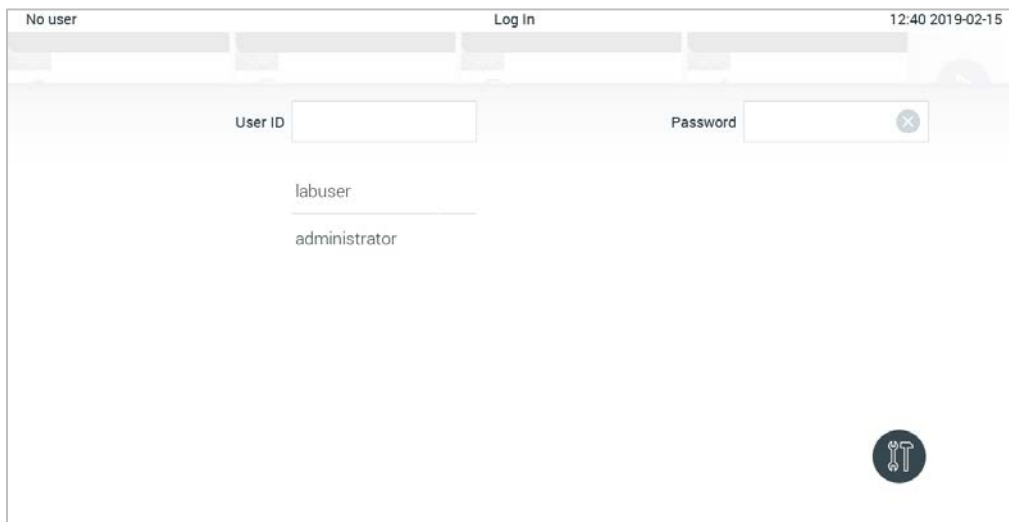 No user Log In 12:40 2019-02-15
User ID Password
labuser
administrator